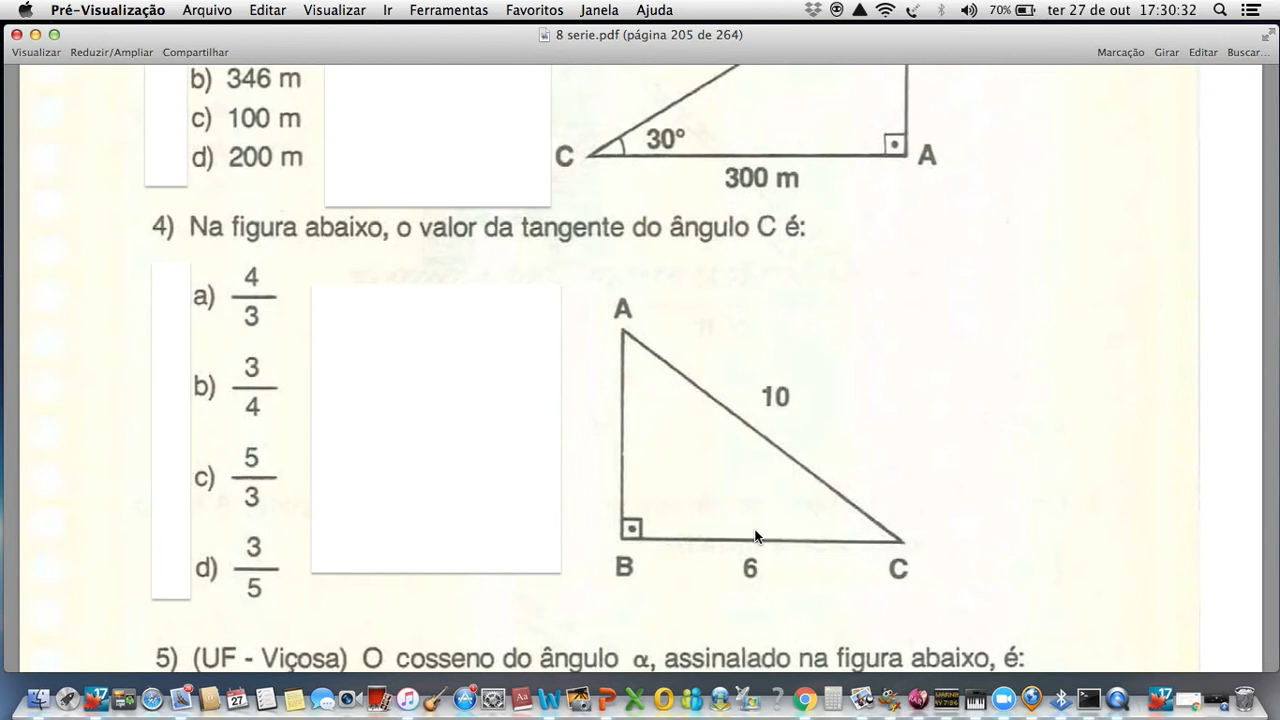 Pré-Visualização Arquivo Editar Visualizar Ir Ferramentas Favoritos Janela Ajuda 70% ter 27 de out 17:30:32
8 serie.pdf (página 205 de 264)
Visualizar Reduzir/Ampliar Compartilhar Marcação Girar Editar Buscar...
b) 346 m
c) 100 m
d) 200 m
30°
C A
300 m
4) Na figura abaixo, o valor da tangente do ângulo C é:
a) 4/3
b) 3/4
c) 5/3
d) 3/5
A
10
B 6 C
5) (UF - Viçosa) O cosseno do ângulo α, assinalado na figura abaixo, é:
17 27 17